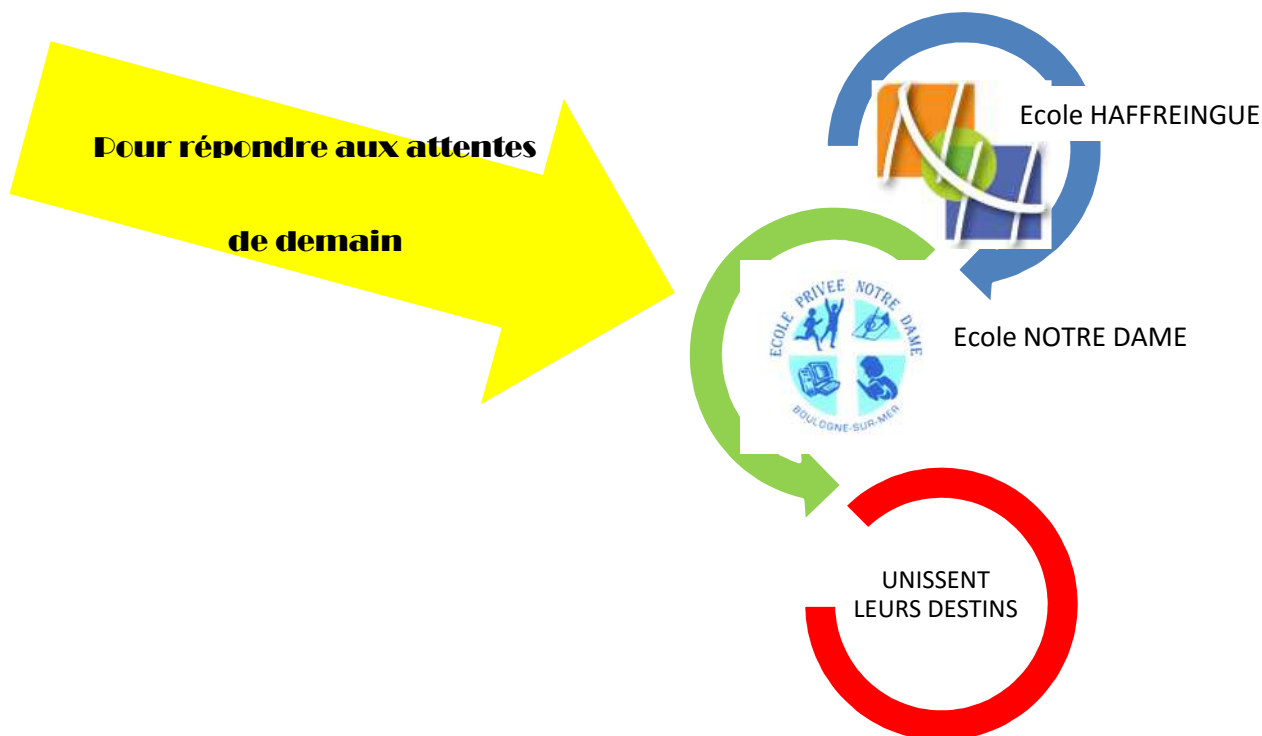 Pour répondre aux attentes
de demain
Ecole HAFFREINGUE
ECOLE PRIVEE NOTRE DAME
BOULOGNE-SUR-MER
Ecole NOTRE DAME
UNISSENT
LEURS DESTINS